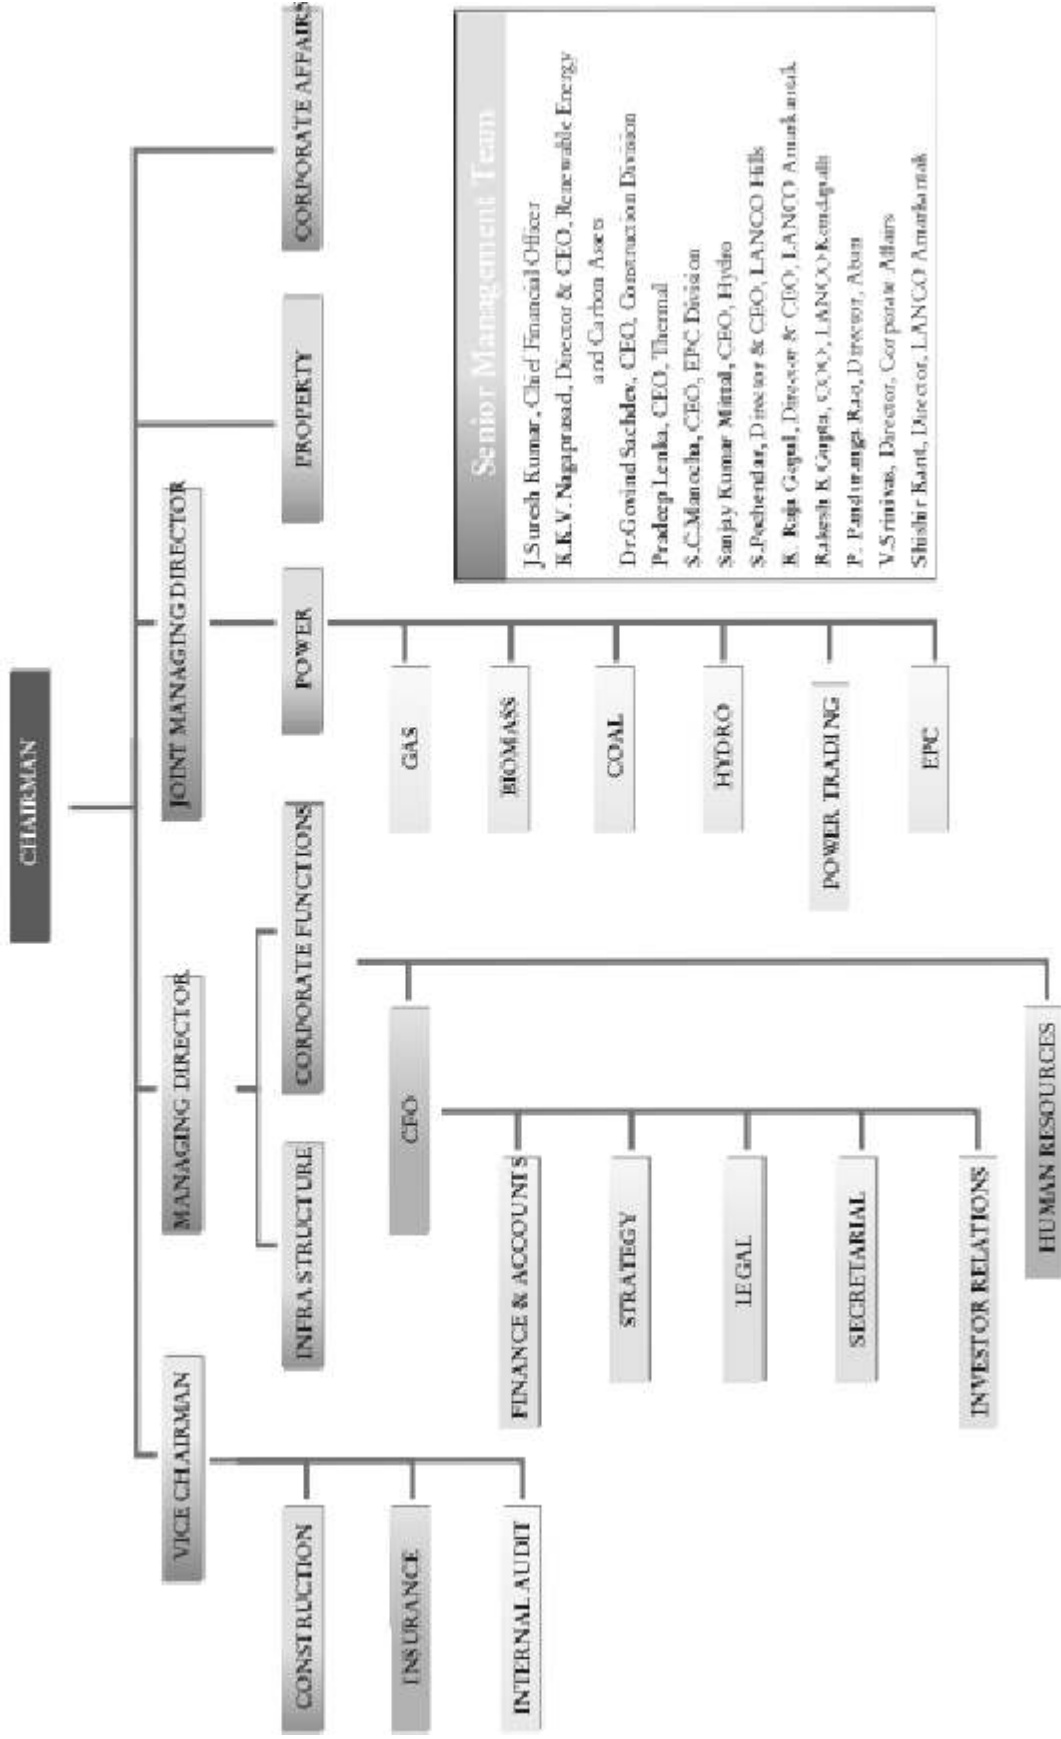 CHAIRMAN
VICE CHAIRMAN
MANAGING DIRECTOR
JOINT MANAGING DIRECTOR
CONSTRUCTION
INFRASTRUCTURE
CORPORATE FUNCTIONS
POWER
PROPERTY
CORPORATE AFFAIRS
INSURANCE
CFO
GAS
INTERNAL AUDIT
FINANCE & ACCOUNTS
BIOMASS
STRATEGY
COAL
LEGAL
HYDRO
SECRETARIAL
POWER TRADING
INVESTOR RELATIONS
EPC
HUMAN RESOURCES
Senior Management Team
J.Suresh Kumar, Chief Financial Officer
K.K.V. Nagaprasad, Director & CEO, Renewable Energy
and Carbon Assets
Dr.Govind Sachdev, CEO, Construction Division
Pradeep Lenka, CEO, Thermal
S.C.Manocha, CEO, EPC Division
Sanjay Kumar Mittal, CEO, Hydro
S.Pochendar, Director & CEO, LANCO Hills
K. Raja Gopal, Director & CEO, LANCO Amarkantak
Rakesh K Gupta, COO, LANCO Kondapalli
P. Panduranga Rao, Director, Aban
V.Srinivas, Director, Corporate Affairs
Shishir Kant, Director, LANCO Amarkantak